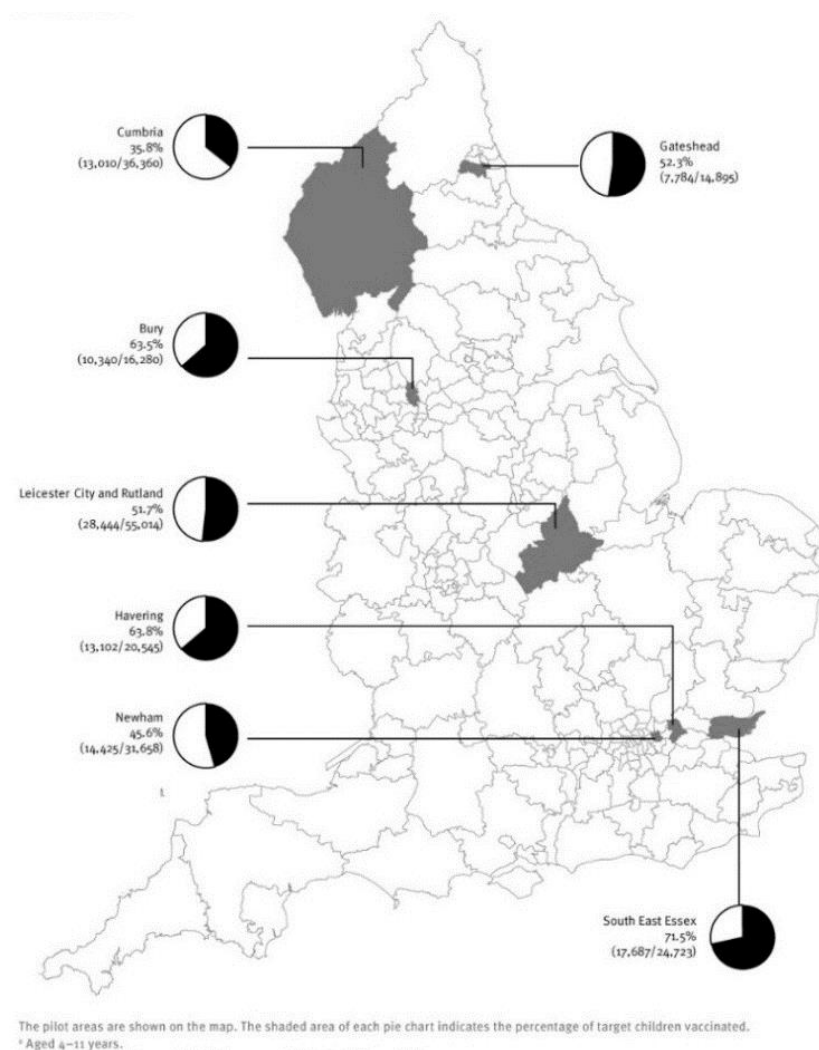 Cumbria
35.8%
(13,010/36,360)
Gateshead
52.3%
(7,784/14,895)
Bury
63.5%
(10,340/16,280)
Leicester City and Rutland
51.7%
(28,444/55,014)
Havering
63.8%
(13,102/20,545)
Newham
45.6%
(14,425/31,658)
South East Essex
71.5%
(17,687/24,723)
The pilot areas are shown on the map. The shaded area of each pie chart indicates the percentage of target children vaccinated.
ª Aged 4–11 years.